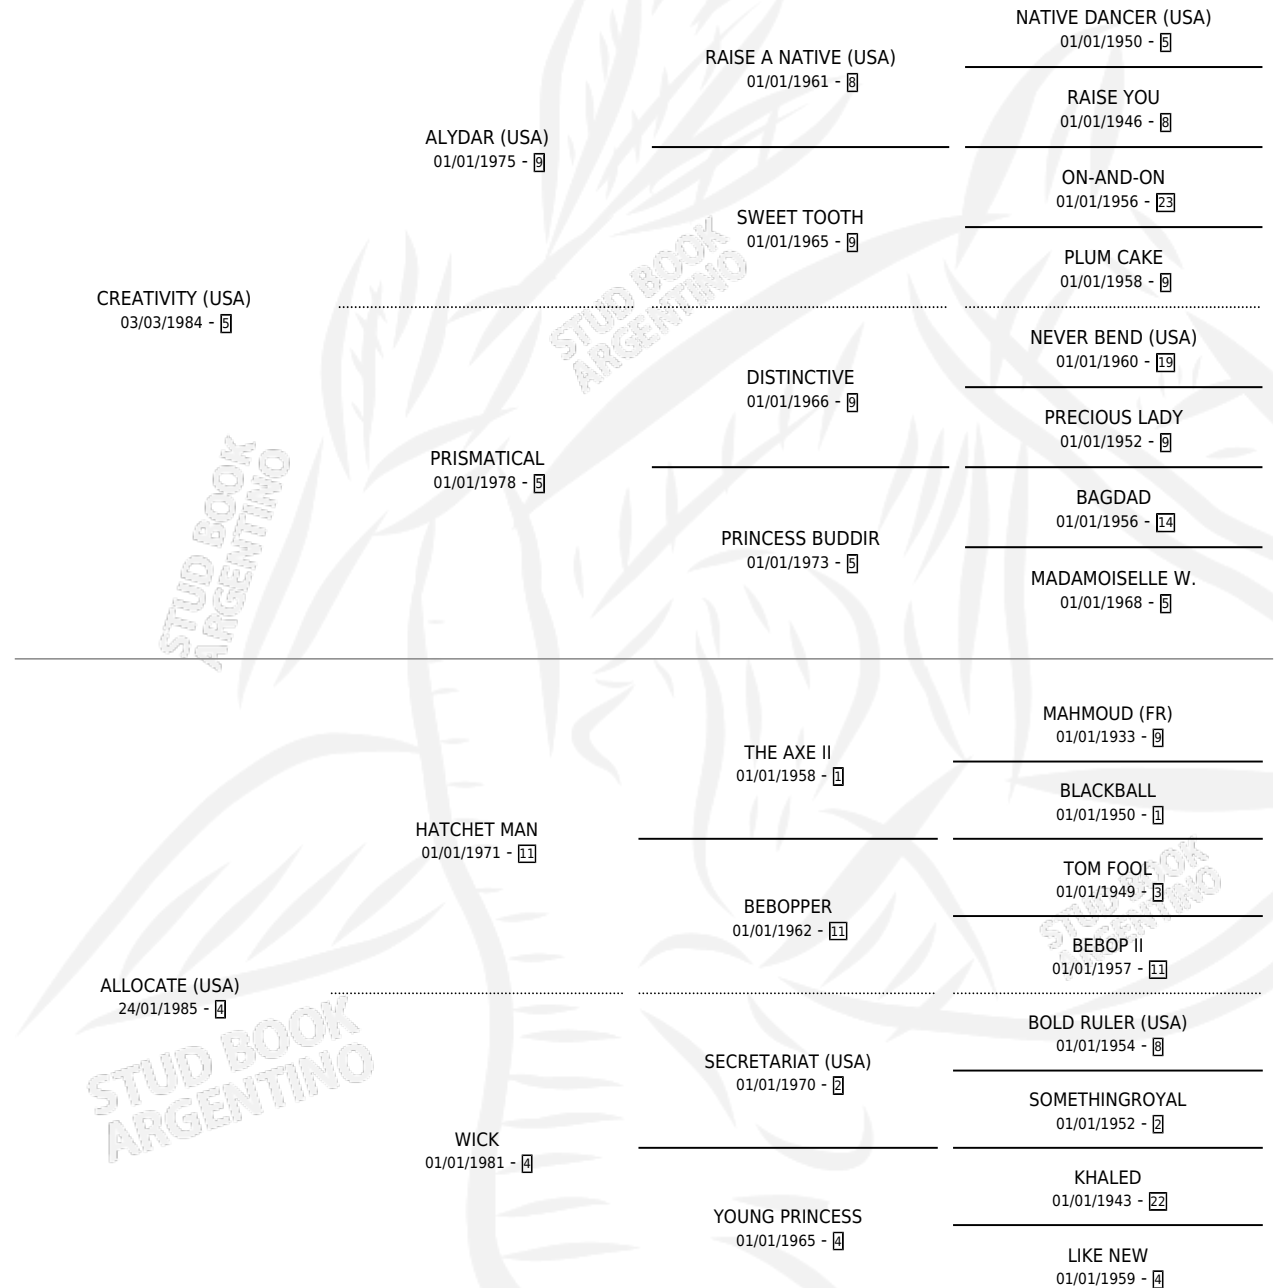 NATIVE DANCER (USA)
01/01/1950 - 5
RAISE A NATIVE (USA)
01/01/1961 - 8
RAISE YOU
01/01/1946 - 8
ALYDAR (USA)
01/01/1975 - 9
ON-AND-ON
01/01/1956 - 23
SWEET TOOTH
01/01/1965 - 9
PLUM CAKE
01/01/1958 - 9
CREATIVITY (USA)
03/03/1984 - 5
NEVER BEND (USA)
01/01/1960 - 19
DISTINCTIVE
01/01/1966 - 9
PRECIOUS LADY
01/01/1952 - 9
PRISMATICAL
01/01/1978 - 5
BAGDAD
01/01/1956 - 14
PRINCESS BUDDIR
01/01/1973 - 5
MADAMOISELLE W.
01/01/1968 - 5
MAHMOUD (FR)
01/01/1933 - 9
THE AXE II
01/01/1958 - 1
BLACKBALL
01/01/1950 - 1
HATCHET MAN
01/01/1971 - 11
TOM FOOL
01/01/1949 - 3
BEBOPPER
01/01/1962 - 11
BEBOP II
01/01/1957 - 11
ALLOCATE (USA)
24/01/1985 - 4
BOLD RULER (USA)
01/01/1954 - 8
SECRETARIAT (USA)
01/01/1970 - 2
SOMETHINGROYAL
01/01/1952 - 2
WICK
01/01/1981 - 4
KHALED
01/01/1943 - 22
YOUNG PRINCESS
01/01/1965 - 4
LIKE NEW
01/01/1959 - 4
STUD BOOK
ARGENTINO
STUD BOOK
ARGENTINO
STUD BOOK
ARGENTINO
STUD BOOK
ARGENTINO